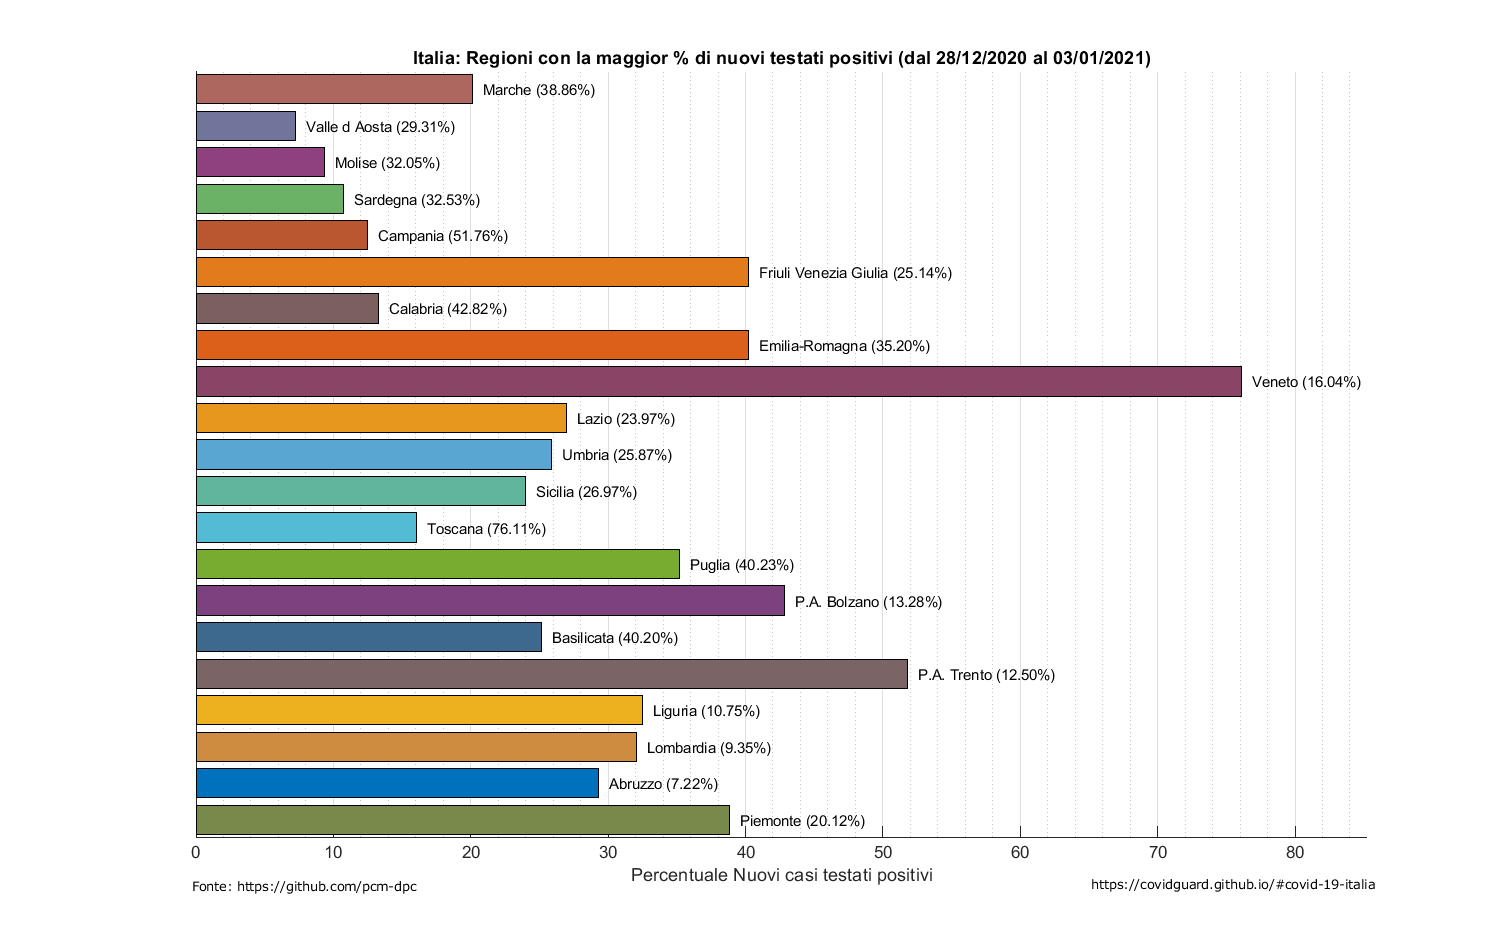 Italia: Regioni con la maggior % di nuovi testati positivi (dal 28/12/2020 al 03/01/2021)
Marche (38.86%)
Valle d Aosta (29.31%)
Molise (32.05%)
Sardegna (32.53%)
Campania (51.76%)
Friuli Venezia Giulia (25.14%)
Calabria (42.82%)
Emilia-Romagna (35.20%)
Veneto (16.04%)
Lazio (23.97%)
Umbria (25.87%)
Sicilia (26.97%)
Toscana (76.11%)
Puglia (40.23%)
P.A. Bolzano (13.28%)
Basilicata (40.20%)
P.A. Trento (12.50%)
Liguria (10.75%)
Lombardia (9.35%)
Abruzzo (7.22%)
Piemonte (20.12%)
0 10 20 30 40 50 60 70 80
Percentuale Nuovi casi testati positivi
Fonte: https://github.com/pcm-dpc
https://covidguard.github.io/#covid-19-italia